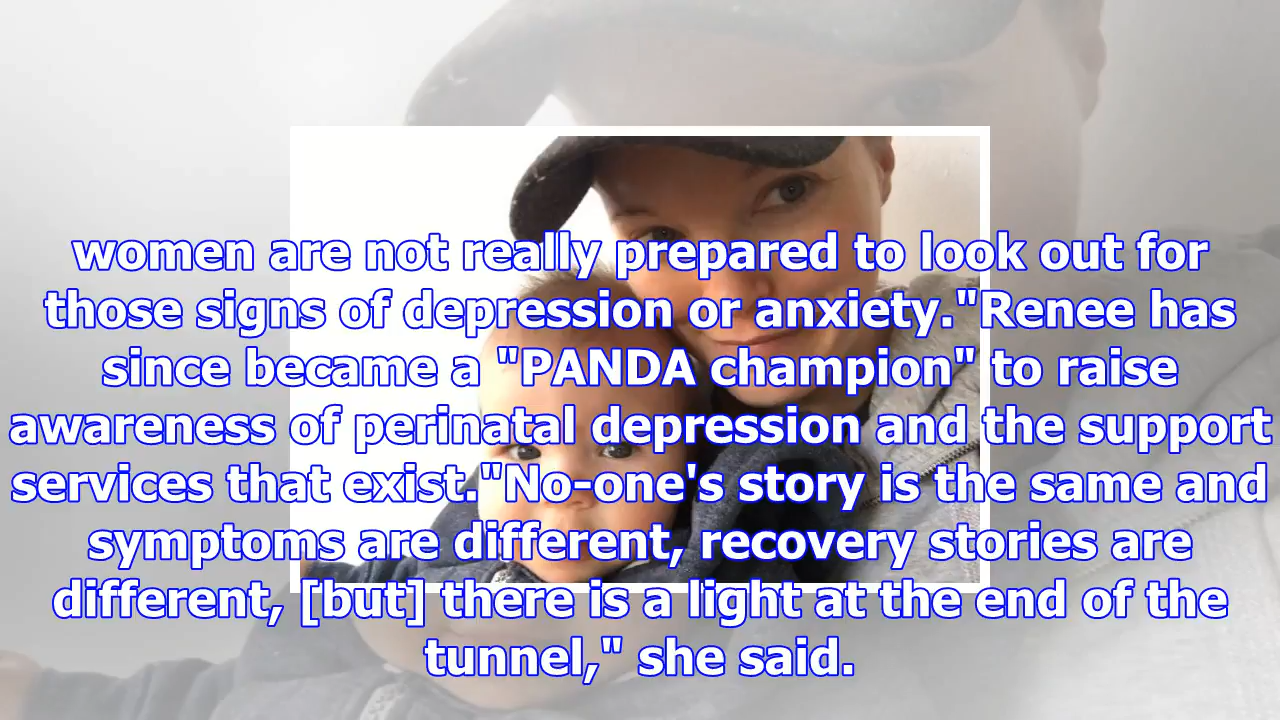 women are not really prepared to look out for
those signs of depression or anxiety."Renee has
since became a "PANDA champion" to raise
awareness of perinatal depression and the support
services that exist."No-one's story is the same and
symptoms are different, recovery stories are
different, [but] there is a light at the end of the
tunnel," she said.